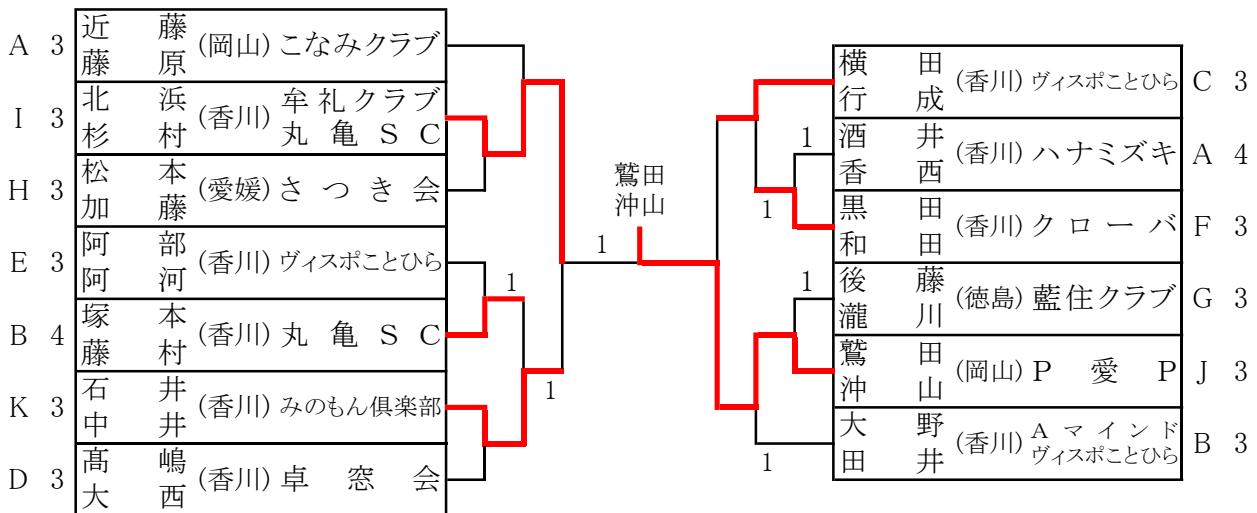 A 3 近藤 藤原 (岡山) こなみクラブ
I 3 北浜 杉村 (香川) 牟礼クラブ 丸亀SC
H 3 松本 加藤 (愛媛) さつき会
E 3 阿部 阿河 (香川) ヴィスポことひら
B 4 塚本 藤村 (香川) 丸亀SC
K 3 石井 中井 (香川) みのもん倶楽部
D 3 髙嶋 大西 (香川) 卓窓会
1
1
1
鷲田
沖山
横田 行成 (香川) ヴィスポことひら C 3
酒井 香西 (香川) ハナミズキ A 4
黒田 和田 (香川) クローバ F 3
後藤 瀧川 (徳島) 藍住クラブ G 3
鷲田 沖山 (岡山) P愛P J 3
大野 田井 (香川) Aマインド ヴィスポことひら B 3
1
1
1
1